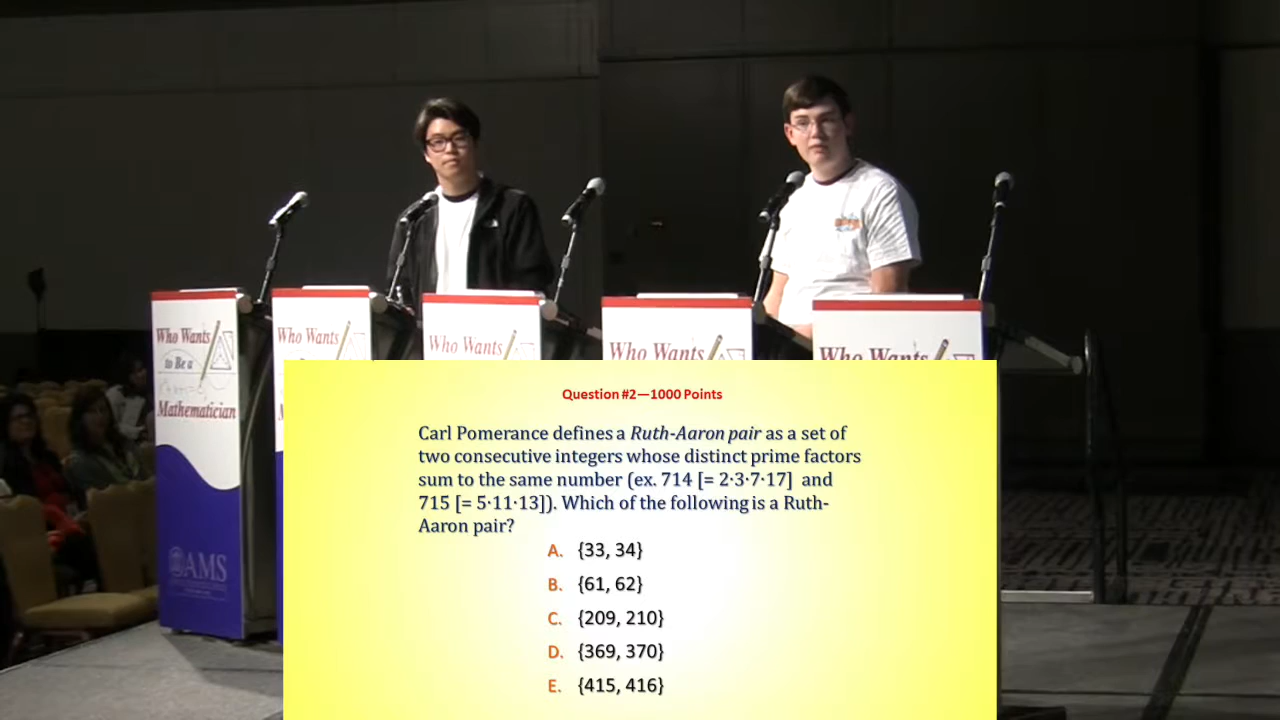 Who Wants
to Be a
Mathematician
AMS
Who Wants
Who Wants
Who Wants
Who Wants
Question #2—1000 Points
Carl Pomerance defines a Ruth-Aaron pair as a set of
two consecutive integers whose distinct prime factors
sum to the same number (ex. 714 [= 2·3·7·17] and
715 [= 5·11·13]). Which of the following is a Ruth-
Aaron pair?
A. {33, 34}
B. {61, 62}
C. {209, 210}
D. {369, 370}
E. {415, 416}